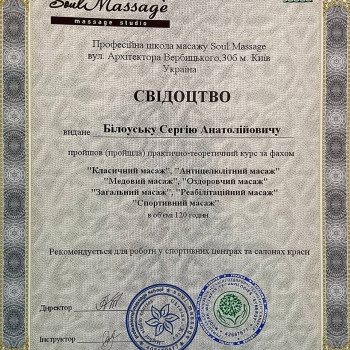 Soul Massage
massage studio
Професійна школа масажу Soul Massage
вул. Архітектора Вербицького,30б м. Київ
Україна
СВІДОЦТВО
видане Білоуську Сергію Анатолійовичу
пройшов (пройшла) практично-теоретичний курс за фахом
"Класичний масаж", "Антицелюлітний масаж"
"Медовий масаж", "Оздоровчий масаж"
"Загальний масаж", "Реабілітаційний масаж"
"Спортивний масаж"
в об'ємі 120 годин
Рекомендується для роботи у спортивних центрах та салонах краси
Директор
Інструктор